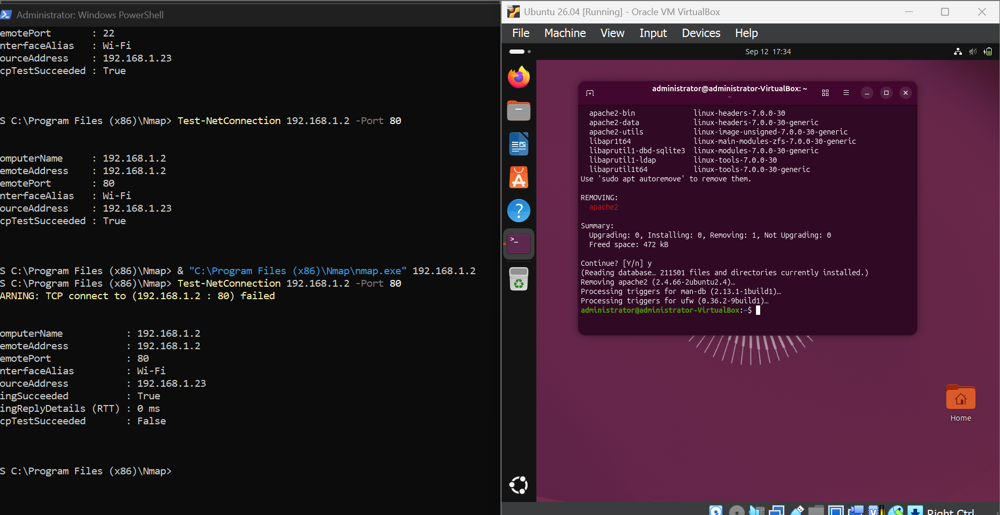 Administrator: Windows PowerShell
emotePort       : 22
nterfaceAlias   : Wi-Fi
ourceAddress    : 192.168.1.23
cpTestSucceeded : True
S C:\Program Files (x86)\Nmap> Test-NetConnection 192.168.1.2 -Port 80
omputerName     : 192.168.1.2
emoteAddress    : 192.168.1.2
emotePort       : 80
nterfaceAlias   : Wi-Fi
ourceAddress    : 192.168.1.23
cpTestSucceeded : True
S C:\Program Files (x86)\Nmap> & "C:\Program Files (x86)\Nmap\nmap.exe" 192.168.1.2
S C:\Program Files (x86)\Nmap> Test-NetConnection 192.168.1.2 -Port 80
ARNING: TCP connect to (192.168.1.2 : 80) failed
omputerName           : 192.168.1.2
emoteAddress          : 192.168.1.2
emotePort             : 80
nterfaceAlias         : Wi-Fi
ourceAddress          : 192.168.1.23
ingSucceeded          : True
ingReplyDetails (RTT) : 0 ms
cpTestSucceeded       : False
S C:\Program Files (x86)\Nmap>
Ubuntu 26.04 [Running] - Oracle VM VirtualBox
File Machine View Input Devices Help
Sep 12 17:34
administrator@administrator-VirtualBox: ~
~
apache2-bin              linux-headers-7.0.0-30
apache2-data             linux-headers-7.0.0-30-generic
apache2-utils            linux-image-unsigned-7.0.0-30-generic
libapr1t64               linux-main-modules-zfs-7.0.0-30-generic
libaprutil1-dbd-sqlite3  linux-modules-7.0.0-30-generic
libaprutil1-ldap         linux-tools-7.0.0-30
libaprutil1t64           linux-tools-7.0.0-30-generic
Use 'sudo apt autoremove' to remove them.
REMOVING:
apache2
Summary:
Upgrading: 0, Installing: 0, Removing: 1, Not Upgrading: 0
Freed space: 472 kB
Continue? [Y/n] y
(Reading database… 211501 files and directories currently installed.)
Removing apache2 (2.4.66-2ubuntu2.4)…
Processing triggers for man-db (2.13.1-1build1)…
Processing triggers for ufw (0.36.2-9build1)…
administrator@administrator-VirtualBox:~$
Home
Right Ctrl